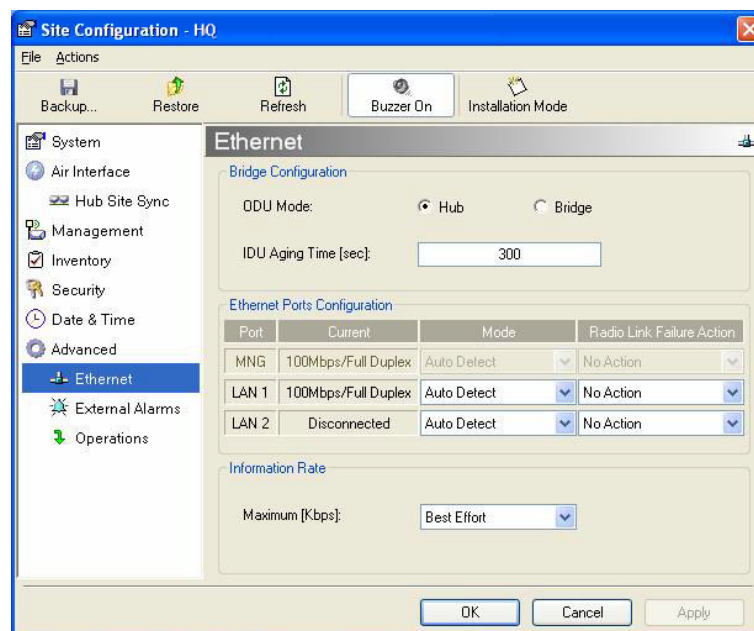 Site Configuration - HQ
File Actions
Backup... Restore Refresh Buzzer On Installation Mode
System
Air Interface
Hub Site Sync
Management
Inventory
Security
Date & Time
Advanced
Ethernet
External Alarms
Operations
Ethernet
Bridge Configuration
ODU Mode: Hub Bridge
IDU Aging Time [sec]: 300
Ethernet Ports Configuration
Port Current Mode Radio Link Failure Action
MNG 100Mbps/Full Duplex Auto Detect No Action
LAN 1 100Mbps/Full Duplex Auto Detect No Action
LAN 2 Disconnected Auto Detect No Action
Information Rate
Maximum [Kbps]: Best Effort
OK Cancel Apply